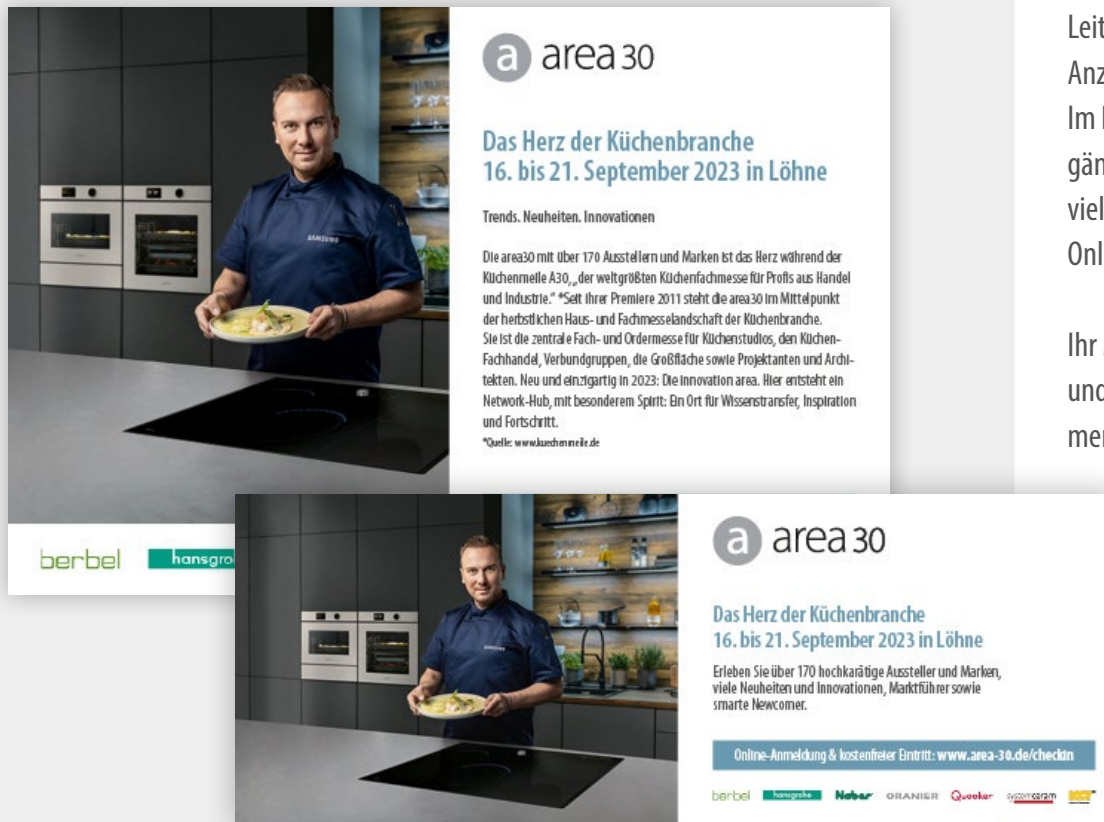 a area30
Das Herz der Küchenbranche
16. bis 21. September 2023 in Löhne
Trends. Neuheiten. Innovationen
Die area30 mit über 170 Ausstellern und Marken ist das Herz während der
Küchenmeile A30, „der weltgrößten Küchenfachmesse für Profis aus Handel
und Industrie.“ *Seit ihrer Premiere 2011 steht die area30 im Mittelpunkt
der herbstlichen Haus- und Fachmesselandschaft der Küchenbranche.
Sie ist die zentrale Fach- und Ordermesse für Küchenstudios, den Küchen-
Fachhandel, Verbundgruppen, die Großfläche sowie Projektanten und Archi-
tekten. Neu und einzigartig in 2023: Die innovation area. Hier entsteht ein
Network-Hub, mit besonderem Spirit: Ein Ort für Wissenstransfer, Inspiration
und Fortschritt.
*Quelle: www.kuechenmeile.de
SAMSUNG
berbel hansgro
a area30
Das Herz der Küchenbranche
16. bis 21. September 2023 in Löhne
Erleben Sie über 170 hochkarätige Aussteller und Marken,
viele Neuheiten und Innovationen, Marktführer sowie
smarte Newcomer.
Online-Anmeldung & kostenfreier Eintritt: www.area-30.de/checkin
SAMSUNG
berbel hansgrohe Naber ORANIER Quooker systemceram
Leit
Anz
Im
gän
viel
Onl
Ihr
und
mer